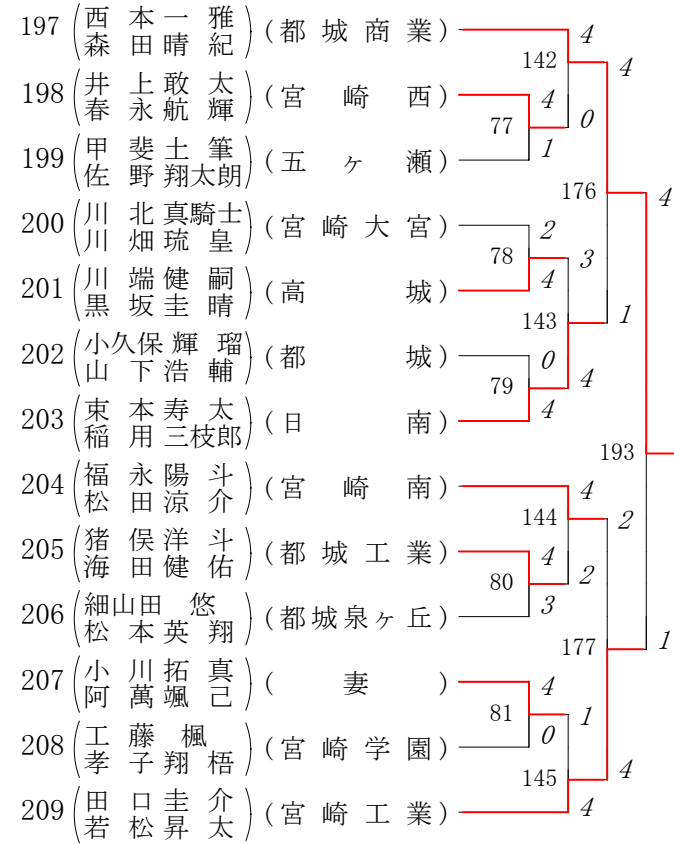 197 西本一雅 森田晴紀 (都城商業)
198 井上敢太 春永航輝 (宮崎西)
199 甲斐士筆 佐野翔太朗 (五ヶ瀬)
200 川北真騎士 川畑琉皇 (宮崎大宮)
201 川端健嗣 黒坂圭晴 (高城)
202 小久保輝瑠 山下浩輔 (都城)
203 東本寿太 稲用三枝郎 (日南)
204 福永陽斗 松田涼介 (宮崎南)
205 猪俣洋斗 海田健佑 (都城工業)
206 細山田悠 松本英翔 (都城泉ヶ丘)
207 小川拓真 阿萬颯己 (妻)
208 工藤楓 孝子翔梧 (宮崎学園)
209 田口圭介 若松昇太 (宮崎工業)
77 4 1
78 2 4
79 0 4
80 4 3
81 4 0
142 4 0
143 3 4
144 4 2
145 1 4
176 4 1
177 2 4
193 4 1